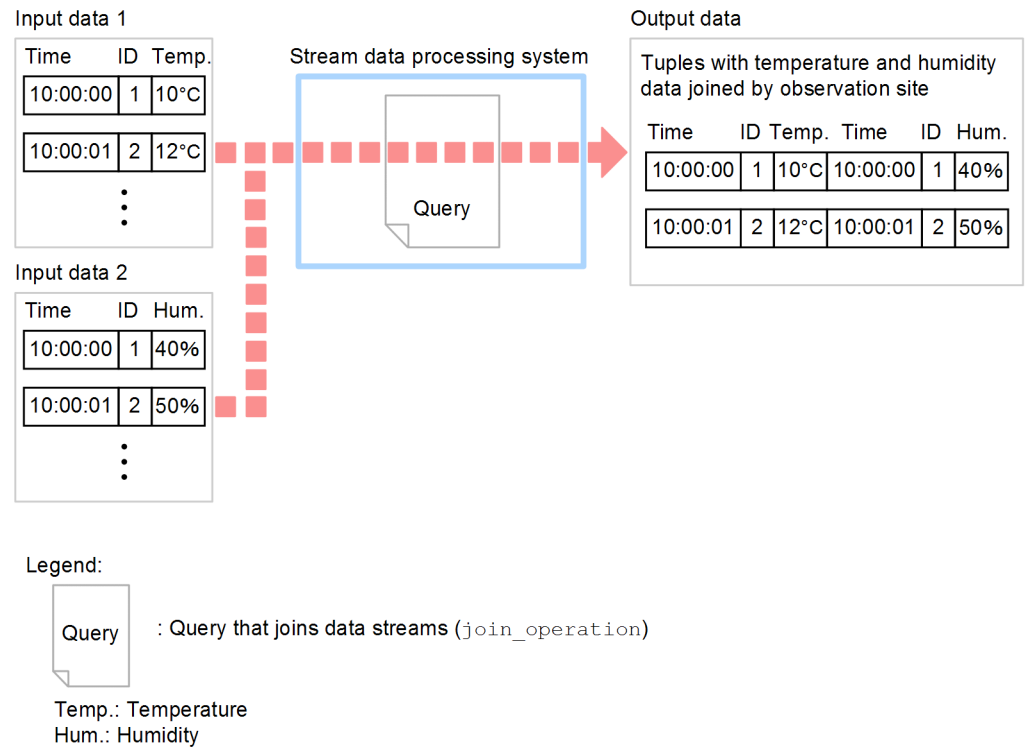 Input data 1
Time ID Temp.
10:00:00 1 10°C
10:00:01 2 12°C
Input data 2
Time ID Hum.
10:00:00 1 40%
10:00:01 2 50%
Stream data processing system
Query
Output data
Tuples with temperature and humidity
data joined by observation site
Time ID Temp. Time ID Hum.
10:00:00 1 10°C 10:00:00 1 40%
10:00:01 2 12°C 10:00:01 2 50%
Legend:
Query : Query that joins data streams (join_operation)
Temp.: Temperature
Hum.: Humidity